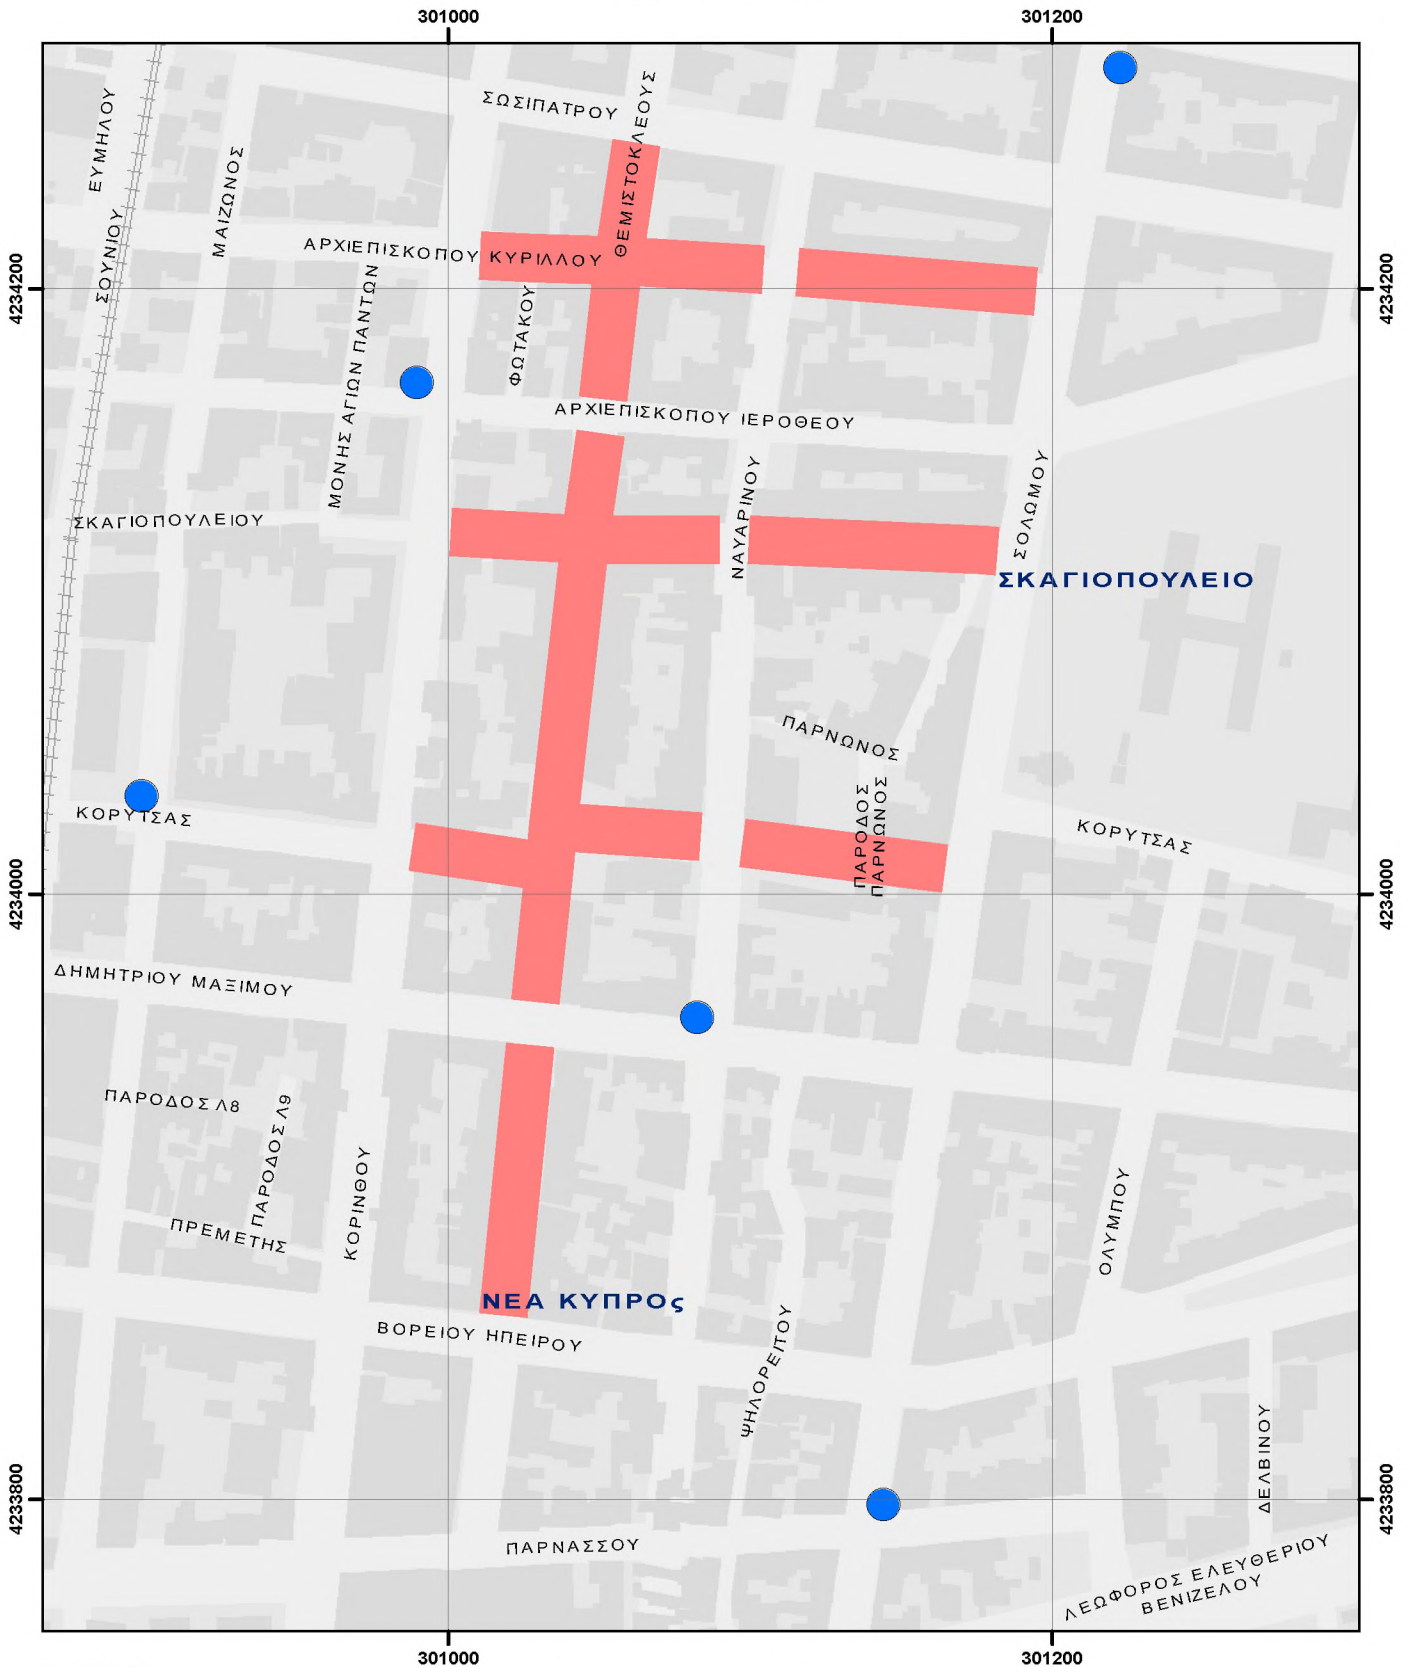 301000
301200
ΣΩΣΙΠΑΤΡΟΥ
ΘΕΜΙΣΤΟΚΛΕΟΥΣ
ΕΥΜΗΛΟΥ
ΜΑΙΖΩΝΟΣ
ΣΟΥΝΙΟΥ
ΑΡΧΙΕΠΙΣΚΟΠΟΥ ΚΥΡΙΛΛΟΥ
4234200
4234200
ΜΟΝΗΣ ΑΓΙΩΝ ΠΑΝΤΩΝ
ΦΩΤΑΚΟΥ
ΑΡΧΙΕΠΙΣΚΟΠΟΥ ΙΕΡΟΘΕΟΥ
ΝΑΥΑΡΙΝΟΥ
ΣΟΛΩΜΟΥ
ΣΚΑΓΙΟΠΟΥΛΕΙΟΥ
ΣΚΑΓΙΟΠΟΥΛΕΙΟ
ΠΑΡΝΩΝΟΣ
ΠΑΡΟΔΟΣ
ΠΑΡΝΩΝΟΣ
ΚΟΡΥΤΣΑΣ
ΚΟΡΥΤΣΑΣ
4234000
4234000
ΔΗΜΗΤΡΙΟΥ ΜΑΞΙΜΟΥ
ΠΑΡΟΔΟΣ Λ8
ΠΑΡΟΔΟΣ Λ9
ΠΡΕΜΕΤΗΣ
ΚΟΡΙΝΘΟΥ
ΟΛΥΜΠΟΥ
ΝΕΑ ΚΥΠΡΟς
ΒΟΡΕΙΟΥ ΗΠΕΙΡΟΥ
ΨΗΛΟΡΕΙΤΟΥ
ΔΕΛΒΙΝΟΥ
4233800
4233800
ΠΑΡΝΑΣΣΟΥ
ΛΕΩΦΟΡΟΣ ΕΛΕΥΘΕΡΙΟΥ
ΒΕΝΙΖΕΛΟΥ
301000
301200